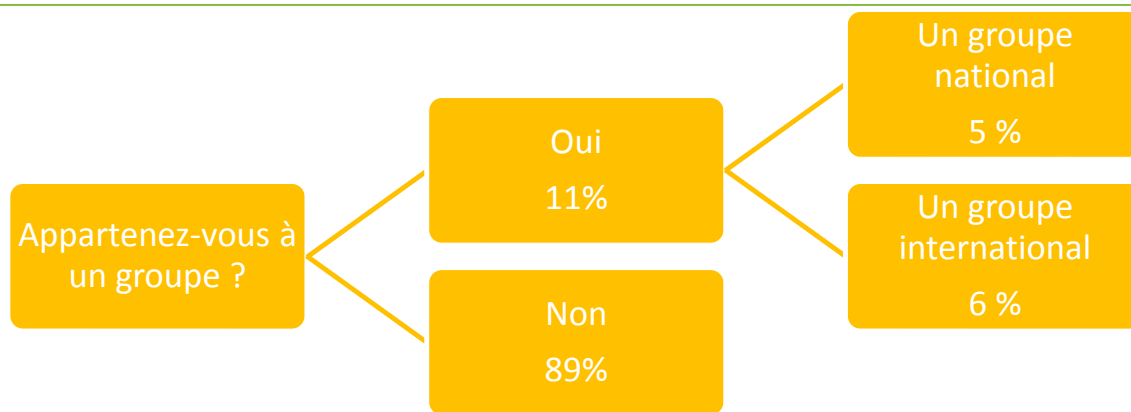 Appartenez-vous à
un groupe ?
Oui
11%
Non
89%
Un groupe
national
5 %
Un groupe
international
6 %